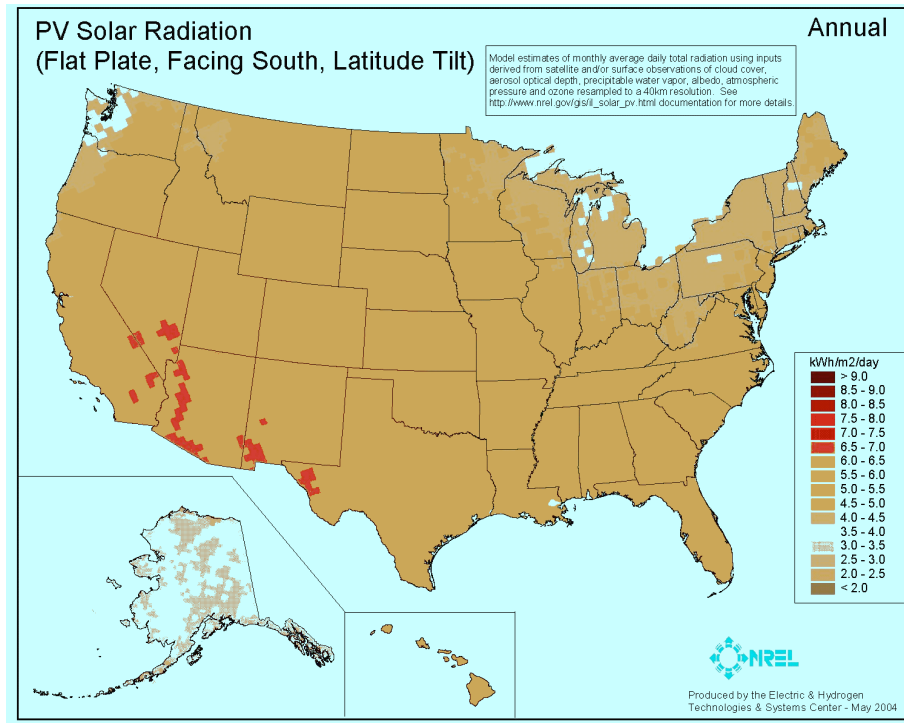 PV Solar Radiation
(Flat Plate, Facing South, Latitude Tilt)
Annual
Model estimates of monthly average daily total radiation using inputs
derived from satellite and/or surface observations of cloud cover,
aerosol optical depth, precipitable water vapor, albedo, atmospheric
pressure and ozone resampled to a 40km resolution. See
http://www.nrel.gov/gis/il_solar_pv.html documentation for more details.
kWh/m2/day
> 9.0
8.5 - 9.0
8.0 - 8.5
7.5 - 8.0
7.0 - 7.5
6.5 - 7.0
6.0 - 6.5
5.5 - 6.0
5.0 - 5.5
4.5 - 5.0
4.0 - 4.5
3.5 - 4.0
3.0 - 3.5
2.5 - 3.0
2.0 - 2.5
< 2.0
NREL
Produced by the Electric & Hydrogen
Technologies & Systems Center - May 2004